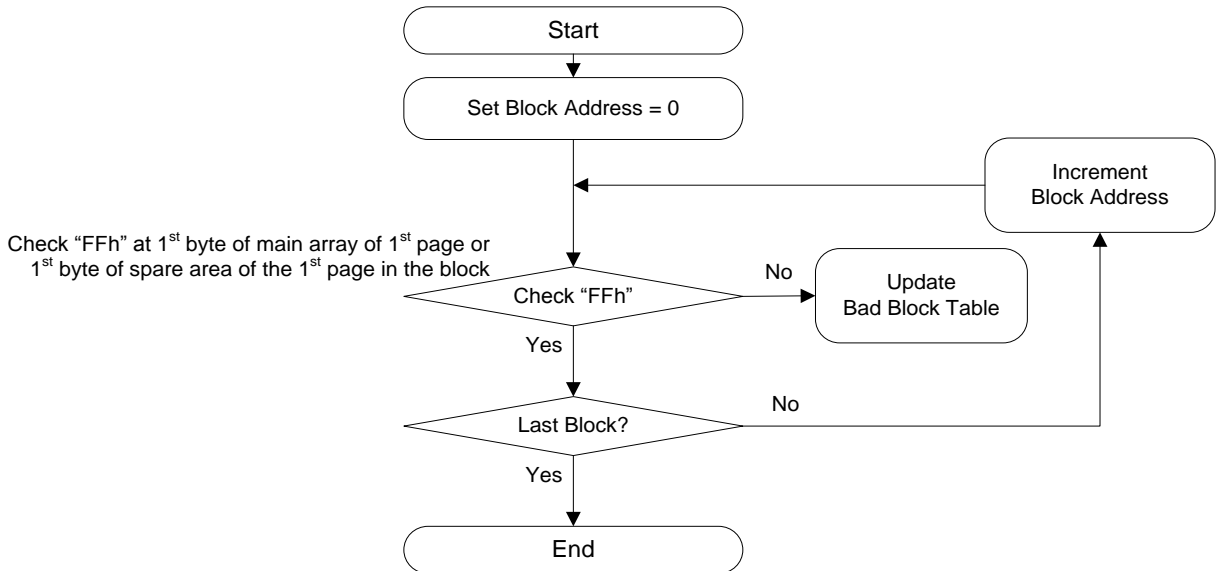 Start
Set Block Address = 0
Increment
Block Address
Check “FFh” at 1st byte of main array of 1st page or
1st byte of spare area of the 1st page in the block
Check “FFh”
No
Update
Bad Block Table
Yes
Last Block?
No
Yes
End